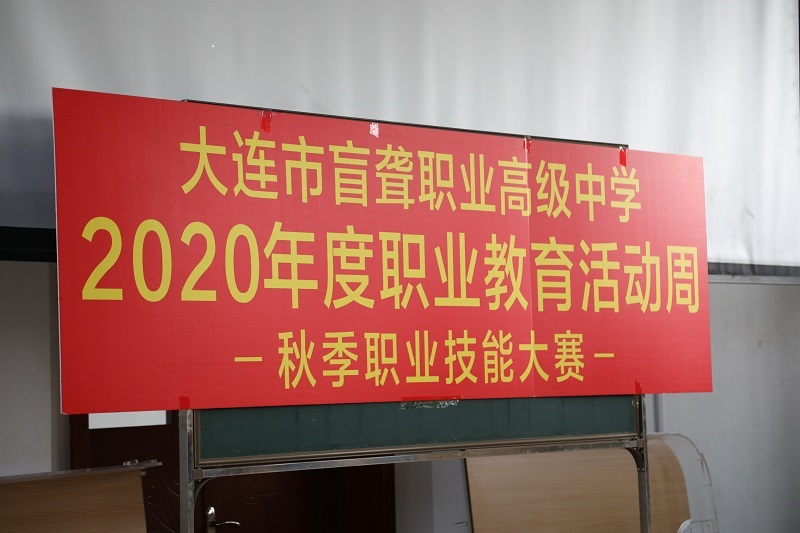 大连市盲聋职业高级中学
2020年度职业教育活动周
－秋季职业技能大赛－